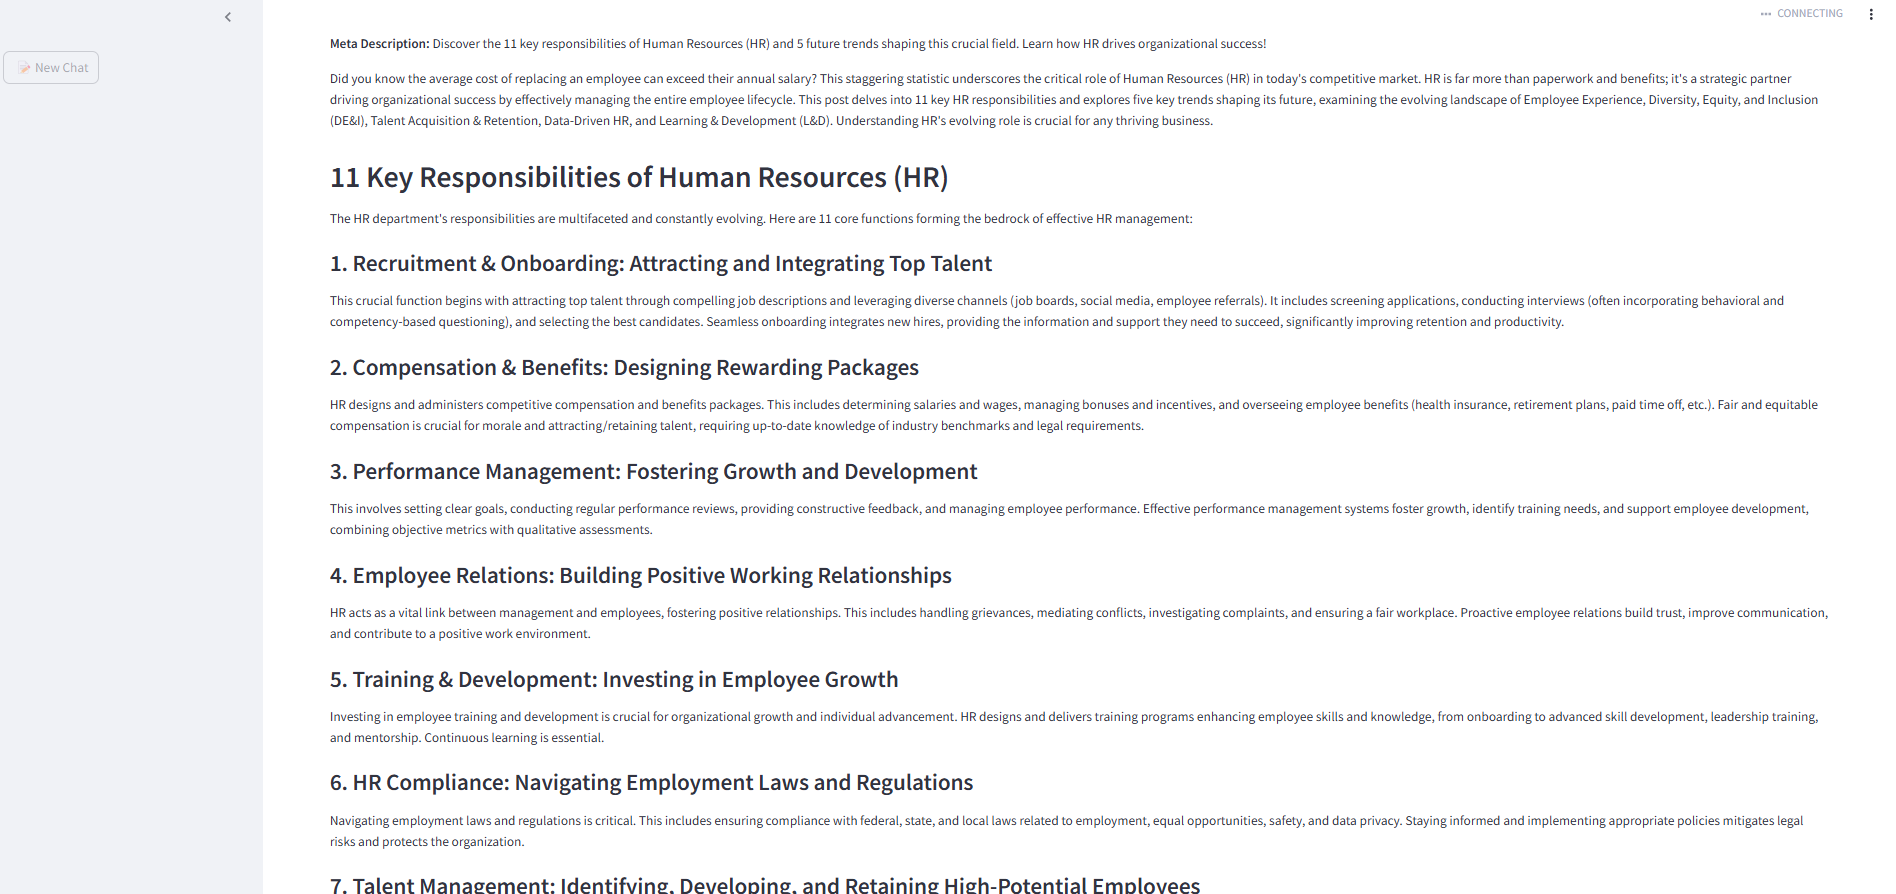 CONNECTING
New Chat
Meta Description: Discover the 11 key responsibilities of Human Resources (HR) and 5 future trends shaping this crucial field. Learn how HR drives organizational success!
Did you know the average cost of replacing an employee can exceed their annual salary? This staggering statistic underscores the critical role of Human Resources (HR) in today's competitive market. HR is far more than paperwork and benefits; it's a strategic partner
driving organizational success by effectively managing the entire employee lifecycle. This post delves into 11 key HR responsibilities and explores five key trends shaping its future, examining the evolving landscape of Employee Experience, Diversity, Equity, and Inclusion
(DE&I), Talent Acquisition & Retention, Data-Driven HR, and Learning & Development (L&D). Understanding HR's evolving role is crucial for any thriving business.
11 Key Responsibilities of Human Resources (HR)
The HR department's responsibilities are multifaceted and constantly evolving. Here are 11 core functions forming the bedrock of effective HR management:
1. Recruitment & Onboarding: Attracting and Integrating Top Talent
This crucial function begins with attracting top talent through compelling job descriptions and leveraging diverse channels (job boards, social media, employee referrals). It includes screening applications, conducting interviews (often incorporating behavioral and
competency-based questioning), and selecting the best candidates. Seamless onboarding integrates new hires, providing the information and support they need to succeed, significantly improving retention and productivity.
2. Compensation & Benefits: Designing Rewarding Packages
HR designs and administers competitive compensation and benefits packages. This includes determining salaries and wages, managing bonuses and incentives, and overseeing employee benefits (health insurance, retirement plans, paid time off, etc.). Fair and equitable
compensation is crucial for morale and attracting/retaining talent, requiring up-to-date knowledge of industry benchmarks and legal requirements.
3. Performance Management: Fostering Growth and Development
This involves setting clear goals, conducting regular performance reviews, providing constructive feedback, and managing employee performance. Effective performance management systems foster growth, identify training needs, and support employee development,
combining objective metrics with qualitative assessments.
4. Employee Relations: Building Positive Working Relationships
HR acts as a vital link between management and employees, fostering positive relationships. This includes handling grievances, mediating conflicts, investigating complaints, and ensuring a fair workplace. Proactive employee relations build trust, improve communication,
and contribute to a positive work environment.
5. Training & Development: Investing in Employee Growth
Investing in employee training and development is crucial for organizational growth and individual advancement. HR designs and delivers training programs enhancing employee skills and knowledge, from onboarding to advanced skill development, leadership training,
and mentorship. Continuous learning is essential.
6. HR Compliance: Navigating Employment Laws and Regulations
Navigating employment laws and regulations is critical. This includes ensuring compliance with federal, state, and local laws related to employment, equal opportunities, safety, and data privacy. Staying informed and implementing appropriate policies mitigates legal
risks and protects the organization.
7. Talent Management: Identifying, Developing, and Retaining High-Potential Employees